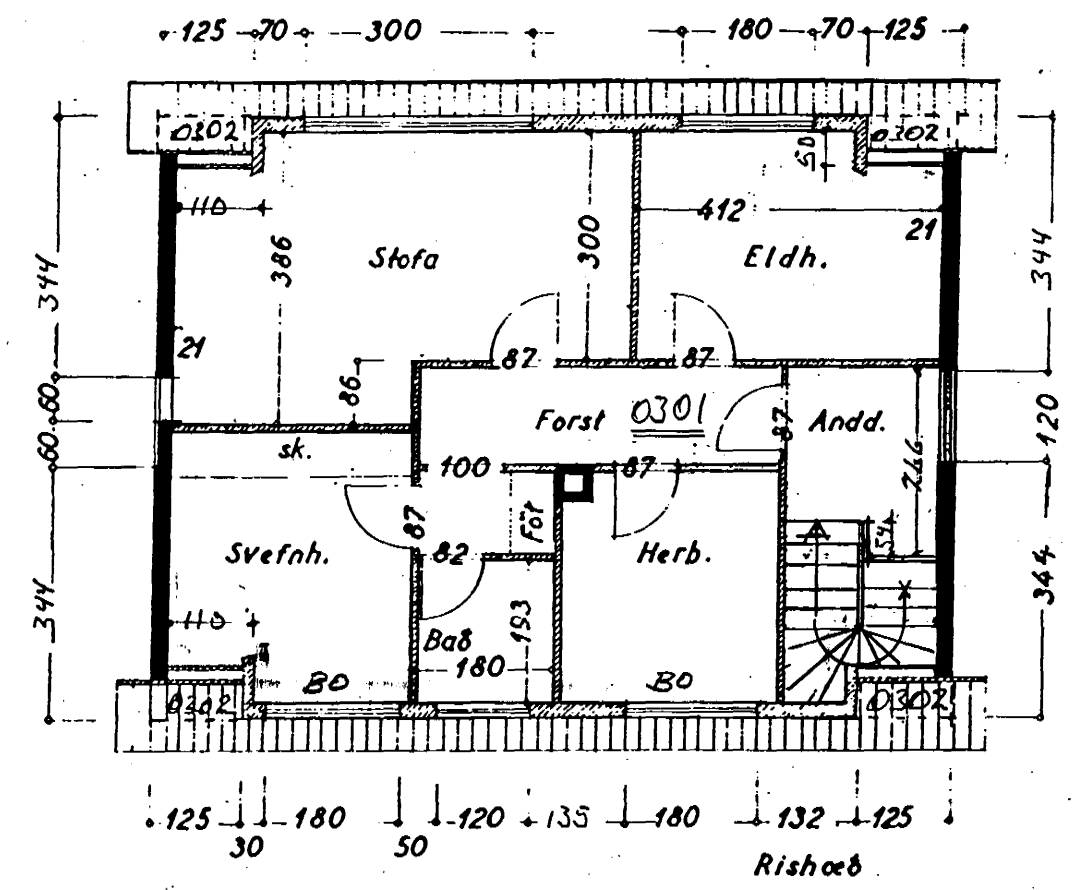 125 70 300 180 70 125
0302 0302
50
110 412
21
386 Stofa 300 Eldh.
344 344
21
87 87
86
60 Forst 0301 87 Andd. 120
60 sk. 100 87
266
87 Föt 54
Svefnh. 82 Herb.
344 344
110 Bað 193
180
BO BO
0302 0302
125 180 120 135 180 132 125
30 50
Rishæð